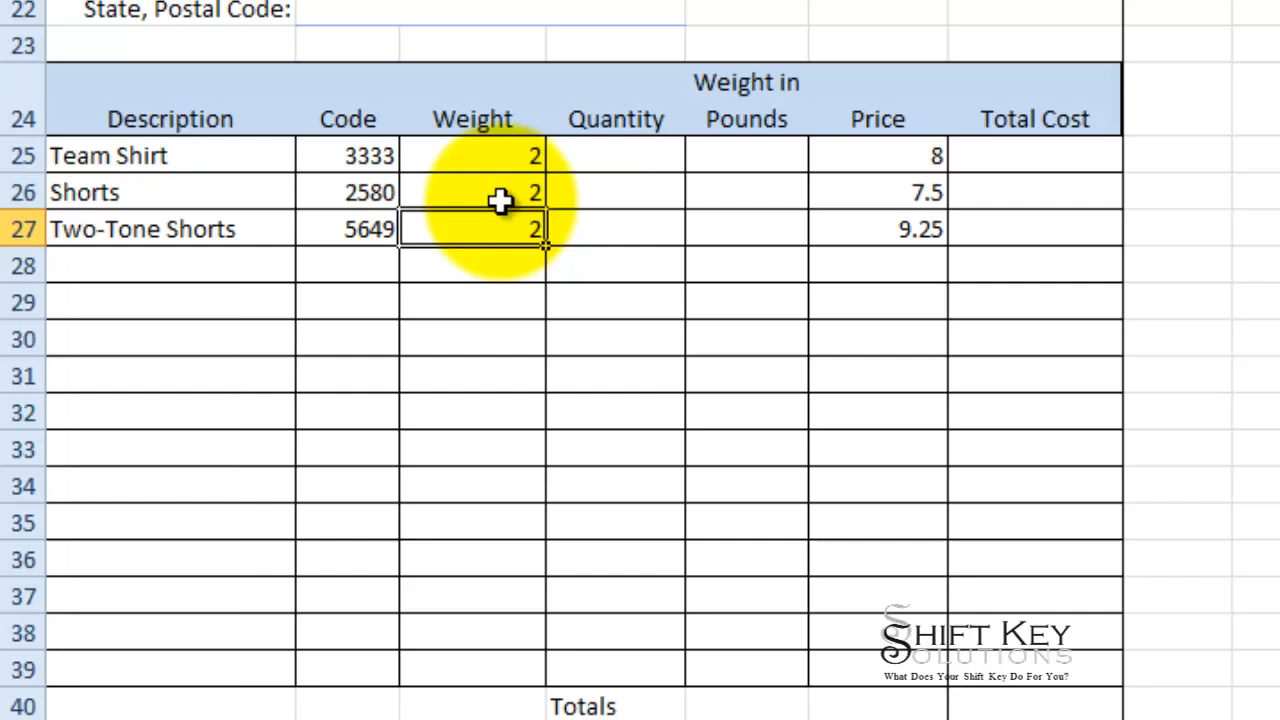 22 State, Postal Code:
23
Weight in
24 Description Code Weight Quantity Pounds Price Total Cost
25 Team Shirt 3333 2 8
26 Shorts 2580 2 7.5
27 Two-Tone Shorts 5649 2 9.25
28
29
30
31
32
33
34
35
36
37
38
39
40 Totals
SHIFT KEY
SOLUTIONS
What Does Your Shift Key Do For You?